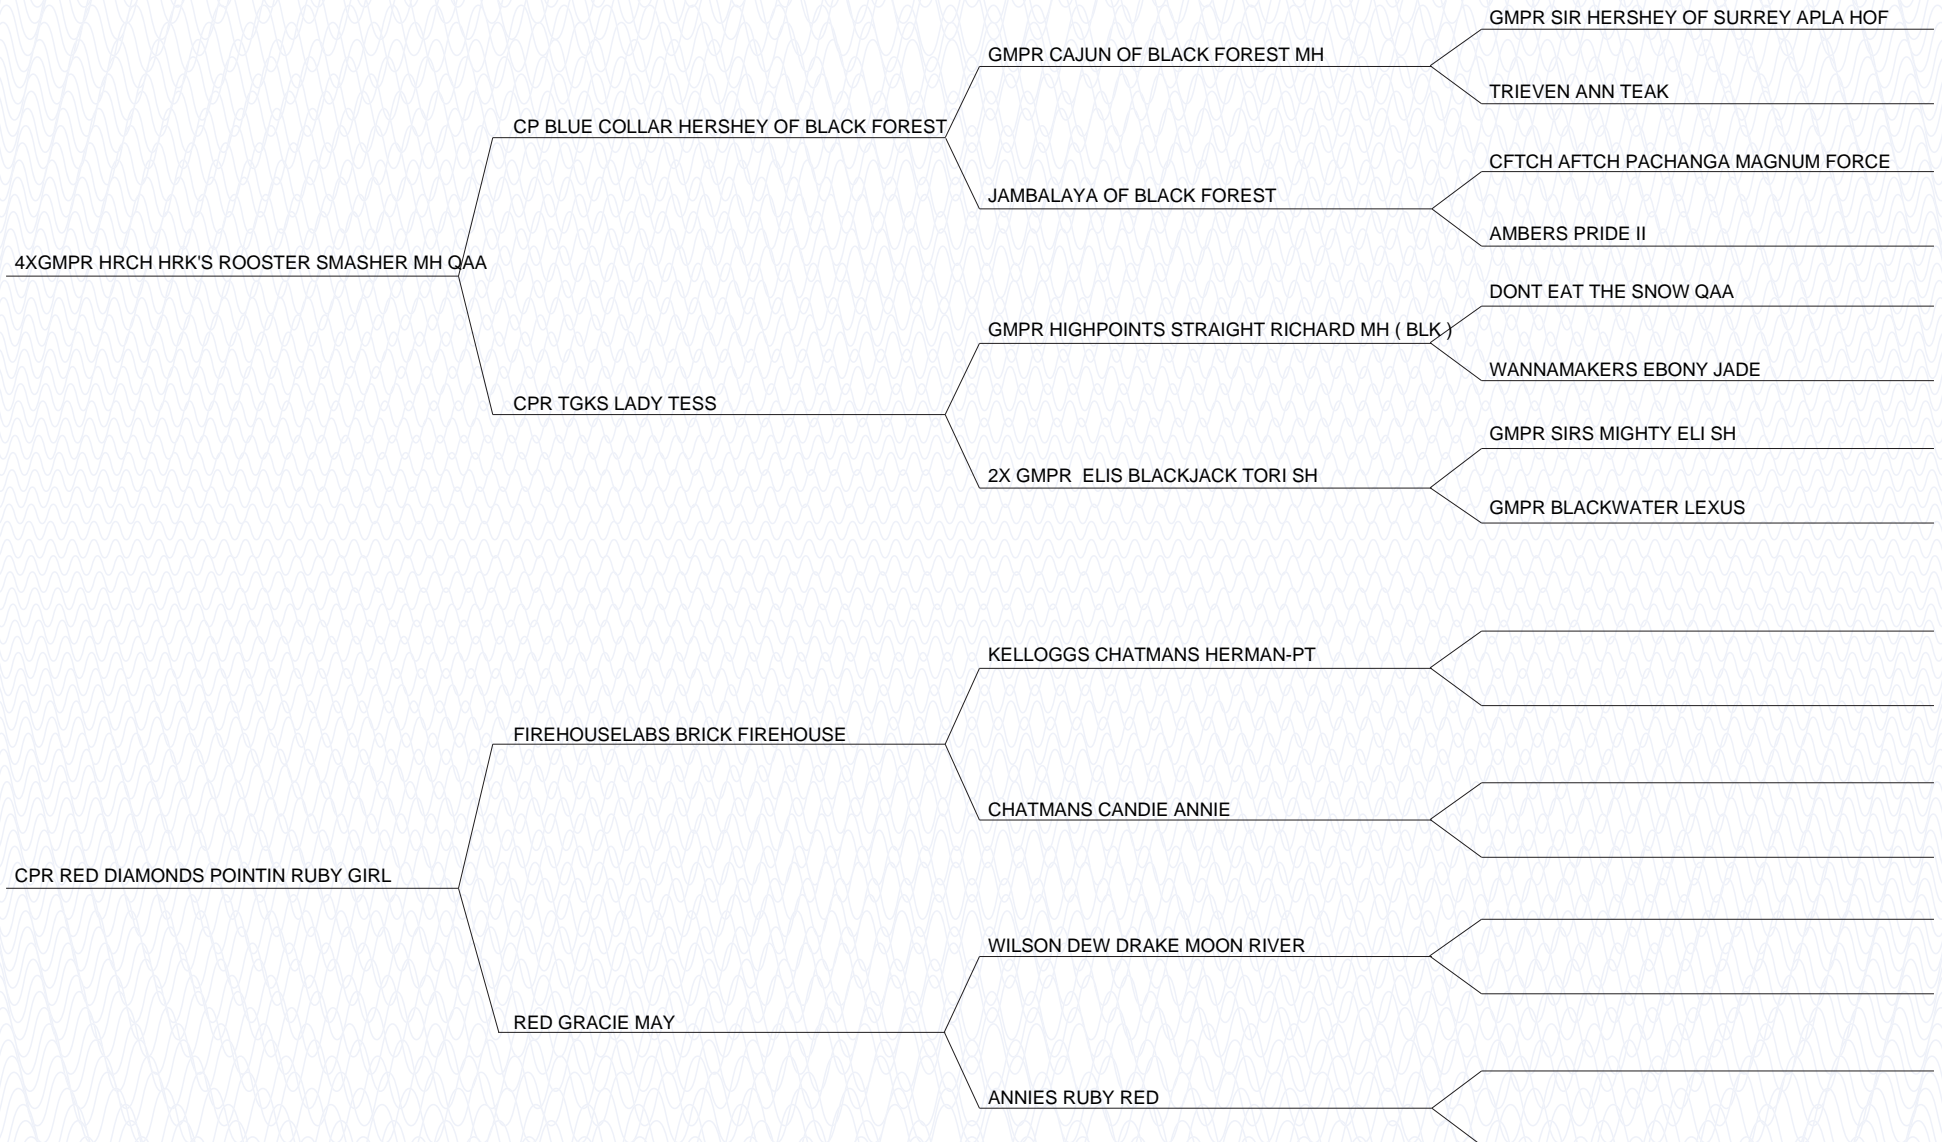 GMPR SIR HERSHEY OF SURREY APLA HOF
GMPR CAJUN OF BLACK FOREST MH
TRIEVEN ANN TEAK
CP BLUE COLLAR HERSHEY OF BLACK FOREST
CFTCH AFTCH PACHANGA MAGNUM FORCE
JAMBALAYA OF BLACK FOREST
AMBERS PRIDE II
4XGMPR HRCH HRK'S ROOSTER SMASHER MH QAA
DONT EAT THE SNOW QAA
GMPR HIGHPOINTS STRAIGHT RICHARD MH ( BLK )
WANNAMAKERS EBONY JADE
CPR TGKS LADY TESS
GMPR SIRS MIGHTY ELI SH
2X GMPR  ELIS BLACKJACK TORI SH
GMPR BLACKWATER LEXUS
KELLOGGS CHATMANS HERMAN-PT
FIREHOUSELABS BRICK FIREHOUSE
CHATMANS CANDIE ANNIE
CPR RED DIAMONDS POINTIN RUBY GIRL
WILSON DEW DRAKE MOON RIVER
RED GRACIE MAY
ANNIES RUBY RED